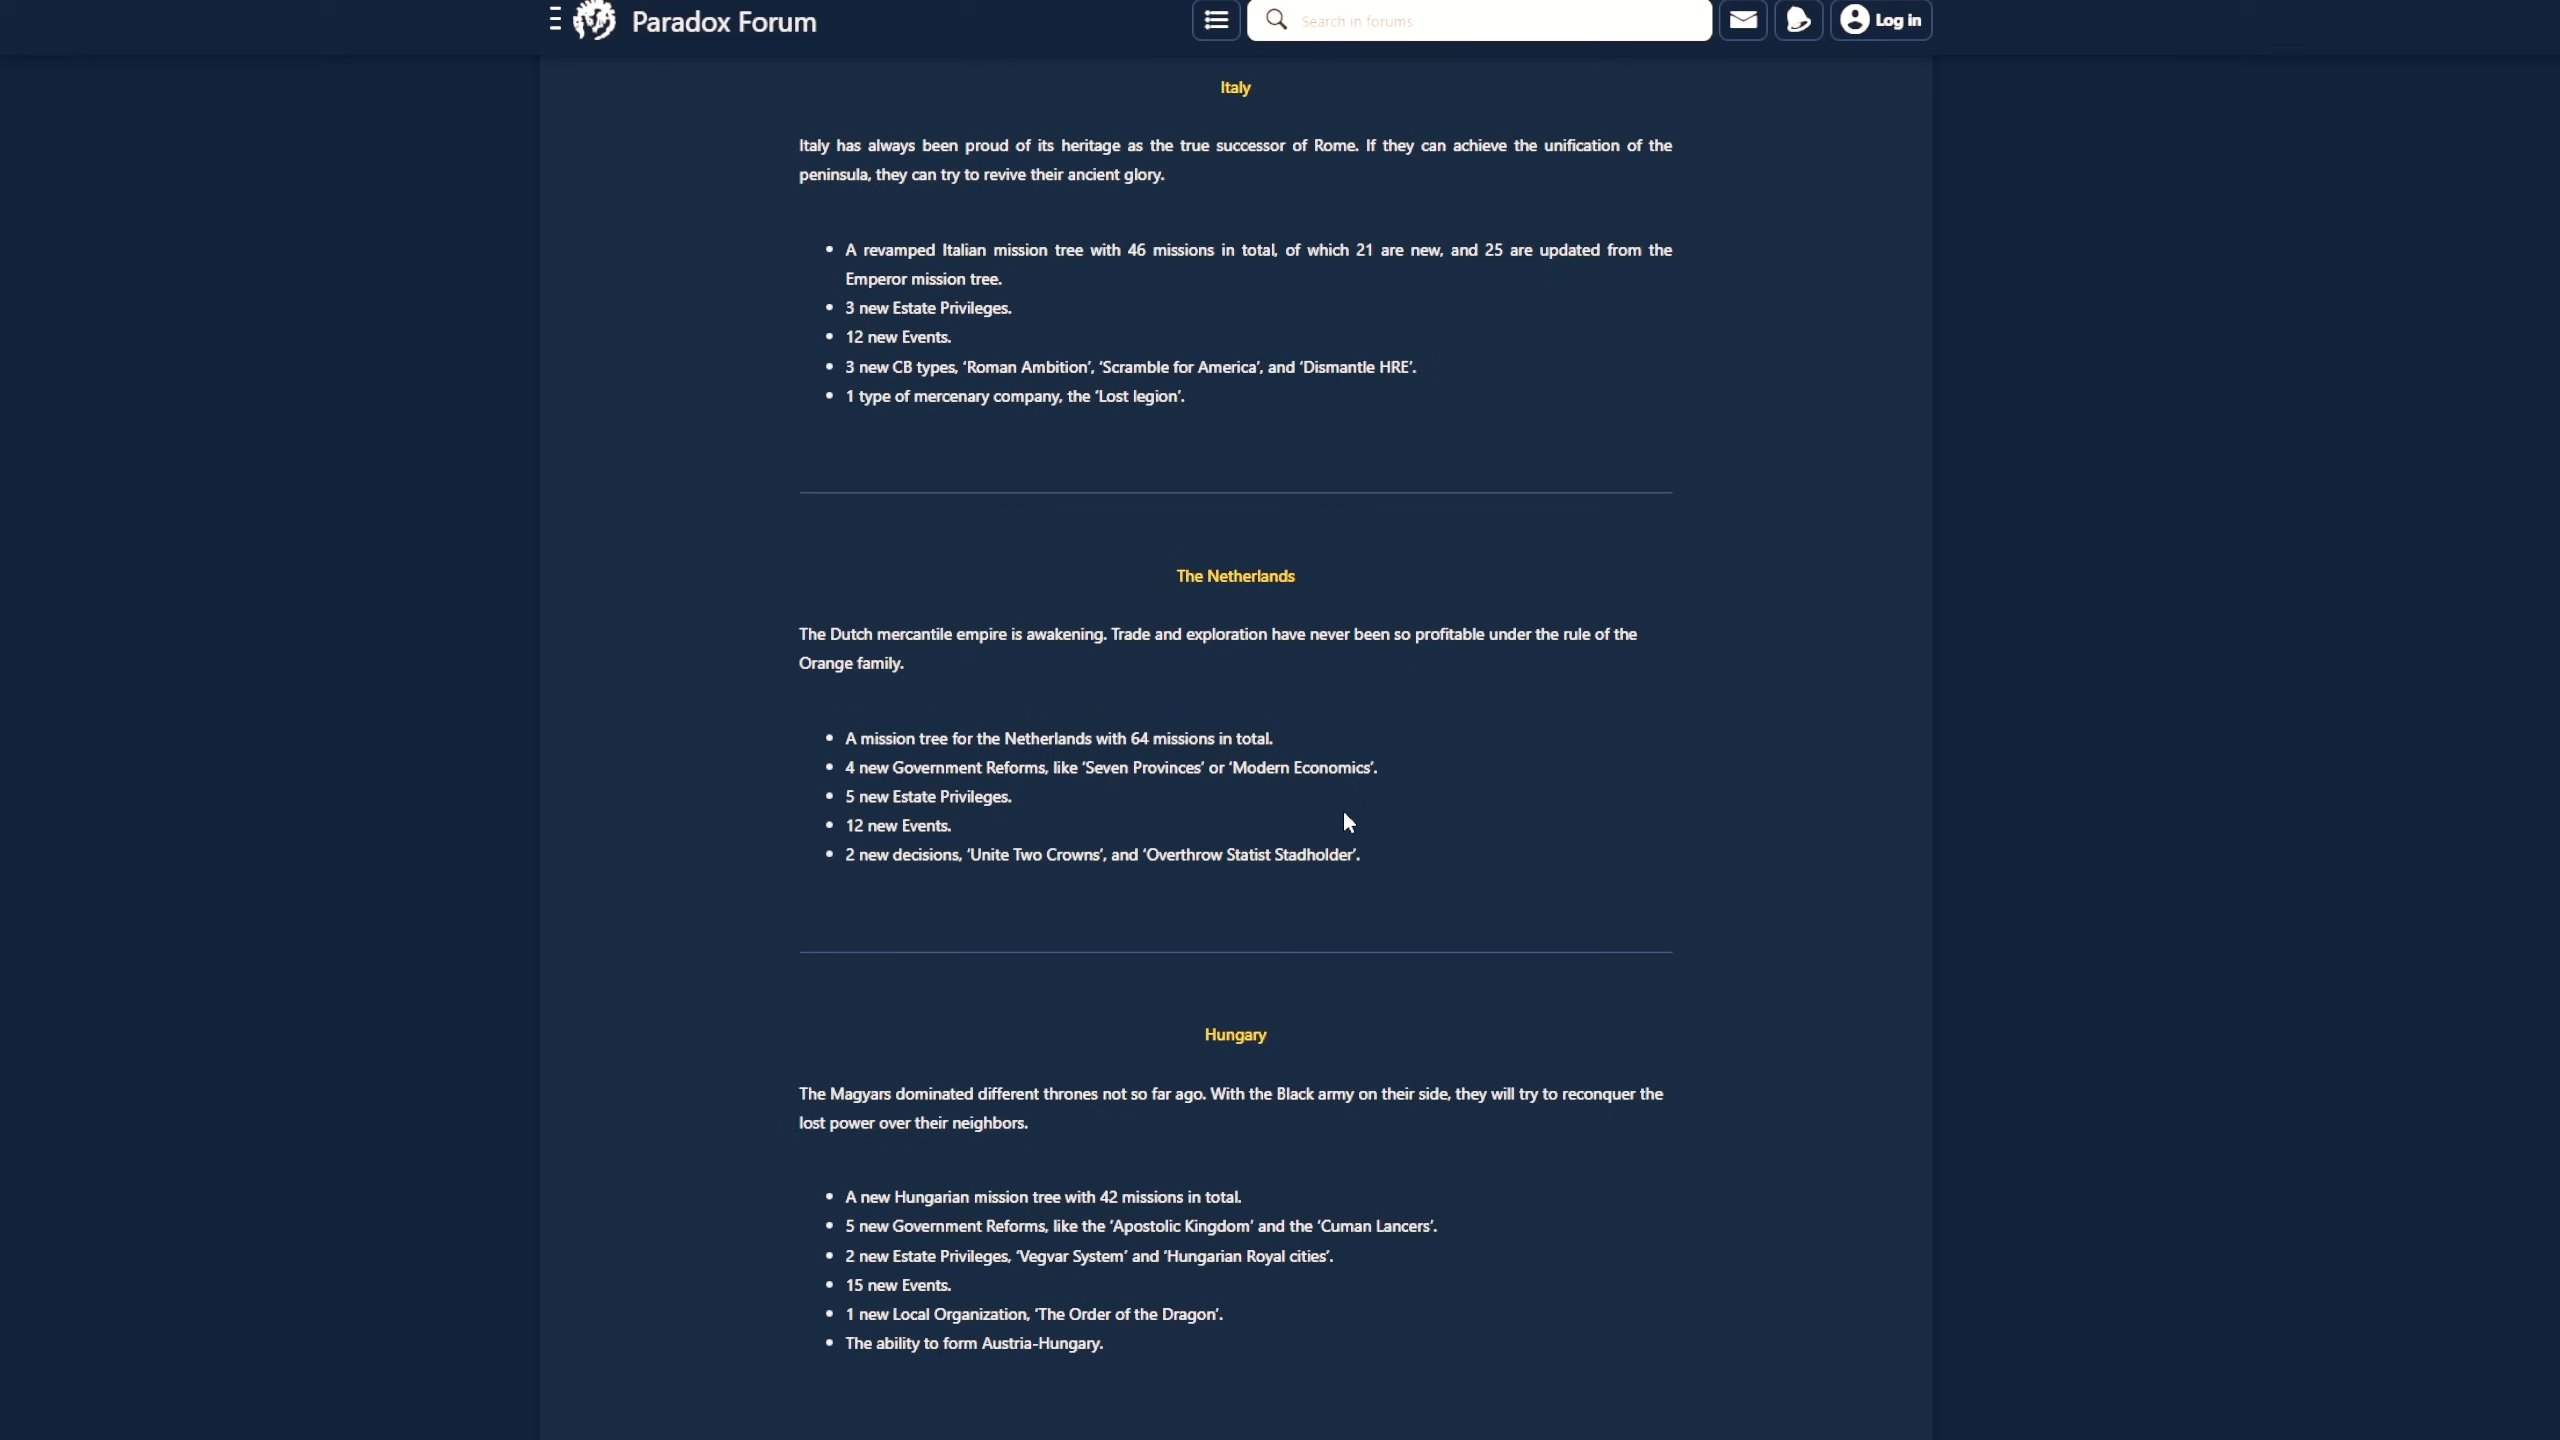 Paradox Forum
Search in forums
Log in
Italy
Italy has always been proud of its heritage as the true successor of Rome. If they can achieve the unification of the
peninsula, they can try to revive their ancient glory.
• A revamped Italian mission tree with 46 missions in total, of which 21 are new, and 25 are updated from the
Emperor mission tree.
• 3 new Estate Privileges.
• 12 new Events.
• 3 new CB types, ‘Roman Ambition’, ‘Scramble for America’, and ‘Dismantle HRE’.
• 1 type of mercenary company, the ‘Lost legion’.
The Netherlands
The Dutch mercantile empire is awakening. Trade and exploration have never been so profitable under the rule of the
Orange family.
• A mission tree for the Netherlands with 64 missions in total.
• 4 new Government Reforms, like ‘Seven Provinces’ or ‘Modern Economics’.
• 5 new Estate Privileges.
• 12 new Events.
• 2 new decisions, ‘Unite Two Crowns’, and ‘Overthrow Statist Stadholder’.
Hungary
The Magyars dominated different thrones not so far ago. With the Black army on their side, they will try to reconquer the
lost power over their neighbors.
• A new Hungarian mission tree with 42 missions in total.
• 5 new Government Reforms, like the ‘Apostolic Kingdom’ and the ‘Cuman Lancers’.
• 2 new Estate Privileges, ‘Vegvar System’ and ‘Hungarian Royal cities’.
• 15 new Events.
• 1 new Local Organization, ‘The Order of the Dragon’.
• The ability to form Austria-Hungary.